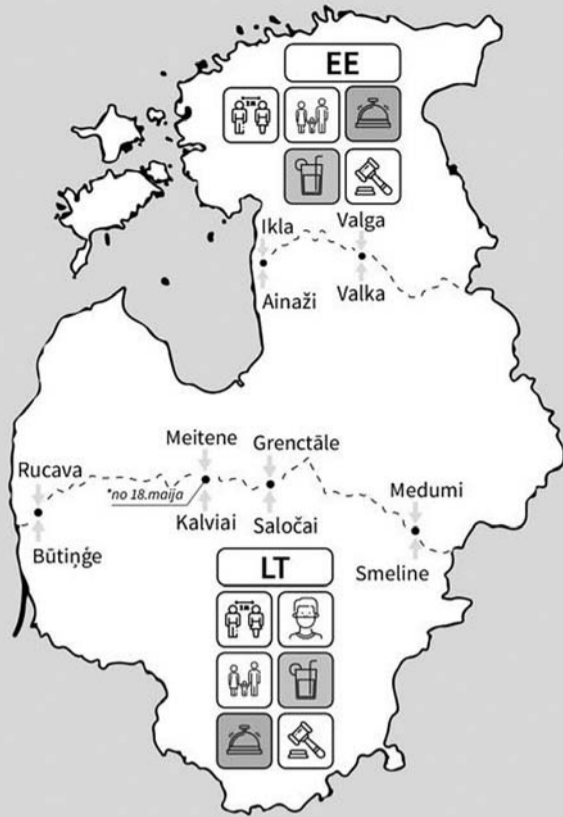 EE
Ikla
Valga
Ainaži
Valka
Meitene
Grenctāle
Rucava
*no 18.maija
Medumi
Kalviai
Saločai
Būtiņģe
Smeline
LT